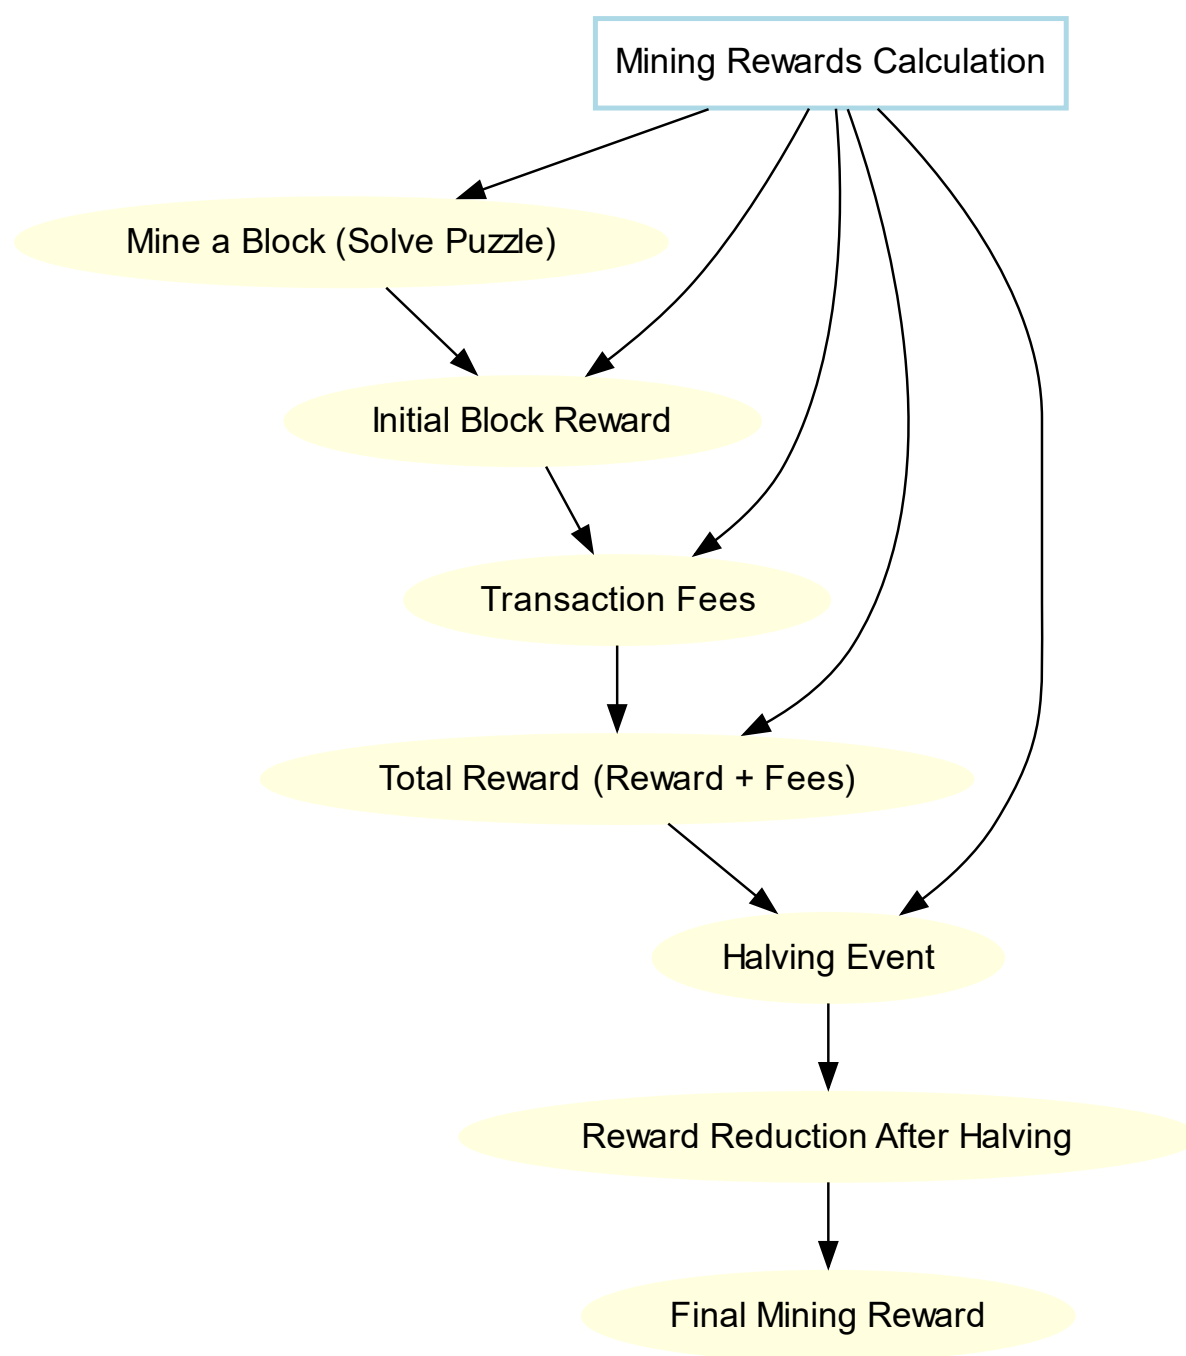 Mining Rewards Calculation
Mine a Block (Solve Puzzle)
Initial Block Reward
Transaction Fees
Total Reward (Reward + Fees)
Halving Event
Reward Reduction After Halving
Final Mining Reward